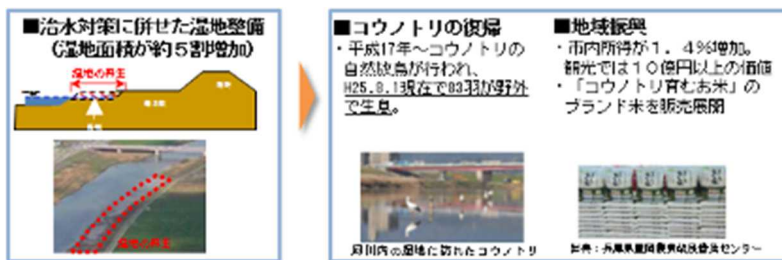 ■治水対策に併せた湿地整備
（湿地面積が約５割増加）
湿地の再生
湿地の再生
■コウノトリの復帰
・平成17年～コウノトリの
自然放鳥が行われ、
H25.8.1現在で83羽が野外
で生息。
河川内の湿地に訪れたコウノトリ
■地域振興
・市内所得が１．４％増加。
観光では１０億円以上の価値
・「コウノトリ育むお米」の
ブランド米を販売展開